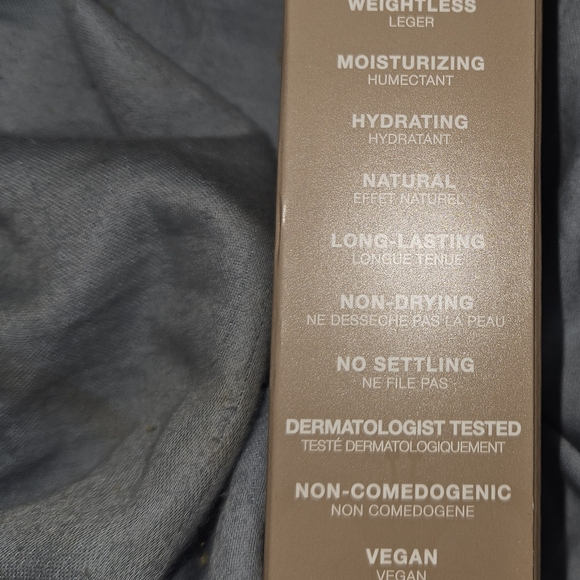 WEIGHTLESS
LEGER
MOISTURIZING
HUMECTANT
HYDRATING
HYDRATANT
NATURAL
EFFET NATUREL
LONG-LASTING
LONGUE TENUE
NON-DRYING
NE DESSECHE PAS LA PEAU
NO SETTLING
NE FILE PAS
DERMATOLOGIST TESTED
TESTÉ DERMATOLOGIQUEMENT
NON-COMEDOGENIC
NON COMEDOGENE
VEGAN
VEGAN